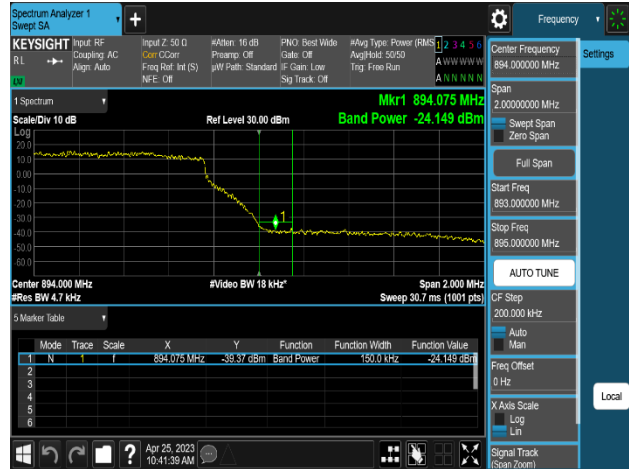 Spectrum Analyzer 1
Swept SA
+
Frequency
KEYSIGHT
R L
LM
Input: RF
Coupling: AC
Align: Auto
Input Z: 50 Ω
Corr CCorr
Freq Ref: Int (S)
NFE: Off
#Atten: 16 dB
Preamp: Off
µW Path: Standard
PNO: Best Wide
Gate: Off
IF Gain: Low
Sig Track: Off
#Avg Type: Power (RMS)
Avg|Hold: 50/50
Trig: Free Run
1 2 3 4 5 6
A W W W W W
A N N N N N
1 Spectrum
Scale/Div 10 dB
Ref Level 30.00 dBm
Mkr1 894.075 MHz
Band Power -24.149 dBm
Log
20.0
10.0
0.00
-10.0
-20.0
-30.0
-40.0
-50.0
-60.0
1
Center 894.000 MHz
#Video BW 18 kHz*
Span 2.000 MHz
#Res BW 4.7 kHz
Sweep 30.7 ms (1001 pts)
5 Marker Table
Mode Trace Scale X Y Function Function Width Function Value
1 N 1 f 894.075 MHz -39.37 dBm Band Power 150.0 kHz -24.149 dBm
2
3
4
5
6
?
Apr 25, 2023
10:41:39 AM
Center Frequency
894.000000 MHz
Span
2.00000000 MHz
Swept Span
Zero Span
Full Span
Start Freq
893.000000 MHz
Stop Freq
895.000000 MHz
AUTO TUNE
CF Step
200.000 kHz
Auto
Man
Freq Offset
0 Hz
X Axis Scale
Log
Lin
Signal Track
(Span Zoom)
Settings
Local